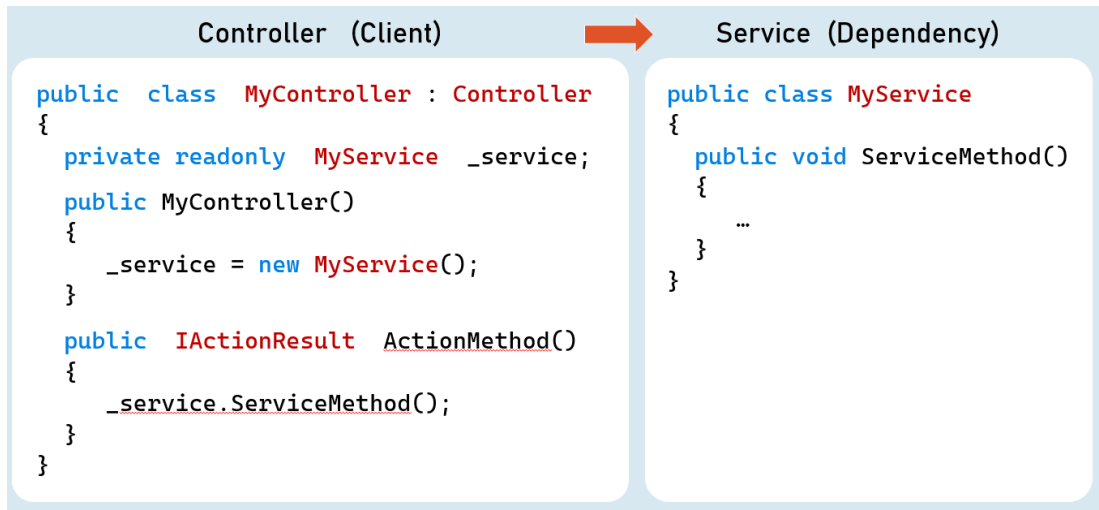 Controller (Client)
public class MyController : Controller
{
private readonly MyService _service;
public MyController()
{
_service = new MyService();
}
public IActionResult ActionMethod()
{
_service.ServiceMethod();
}
}
Service (Dependency)
public class MyService
{
public void ServiceMethod()
{
…
}
}